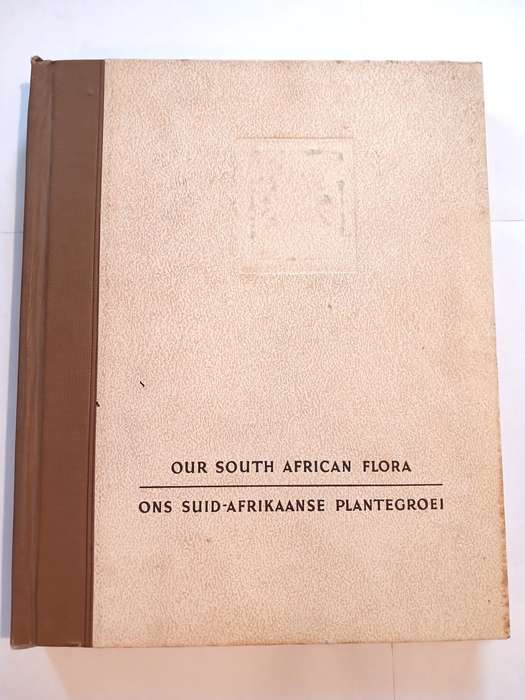 OUR SOUTH AFRICAN FLORA
ONS SUID-AFRIKAANSE PLANTEGROEI